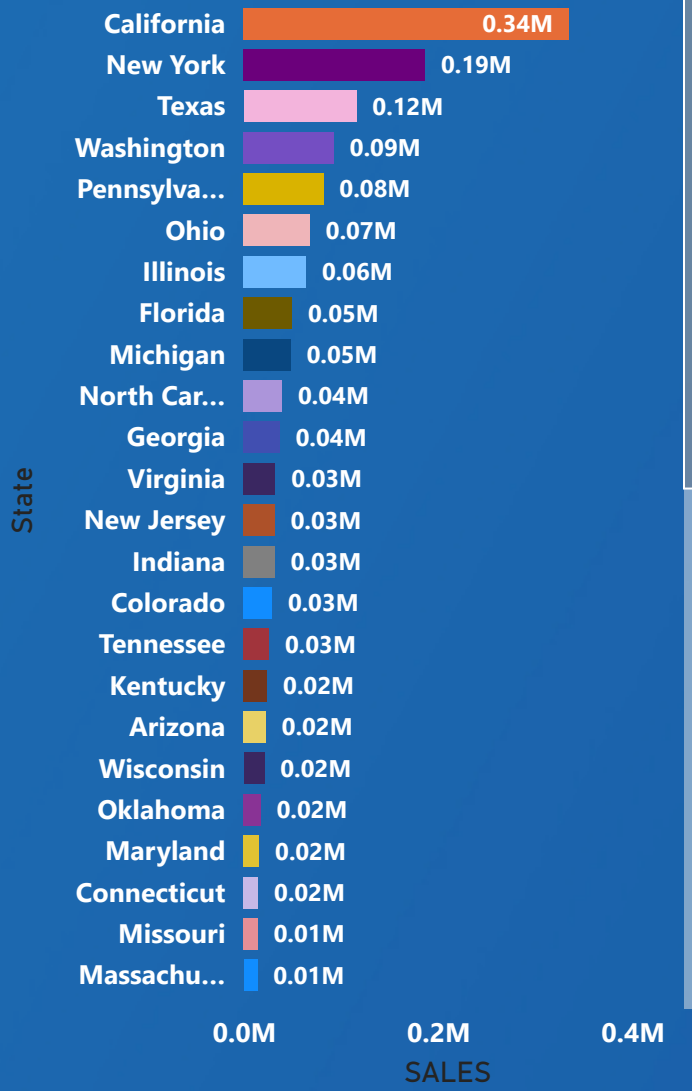 California 0.34M
New York 0.19M
Texas 0.12M
Washington 0.09M
Pennsylva... 0.08M
Ohio 0.07M
Illinois 0.06M
Florida 0.05M
Michigan 0.05M
North Car... 0.04M
Georgia 0.04M
Virginia 0.03M
New Jersey 0.03M
Indiana 0.03M
Colorado 0.03M
Tennessee 0.03M
Kentucky 0.02M
Arizona 0.02M
Wisconsin 0.02M
Oklahoma 0.02M
Maryland 0.02M
Connecticut 0.02M
Missouri 0.01M
Massachu... 0.01M
State
0.0M 0.2M 0.4M
SALES